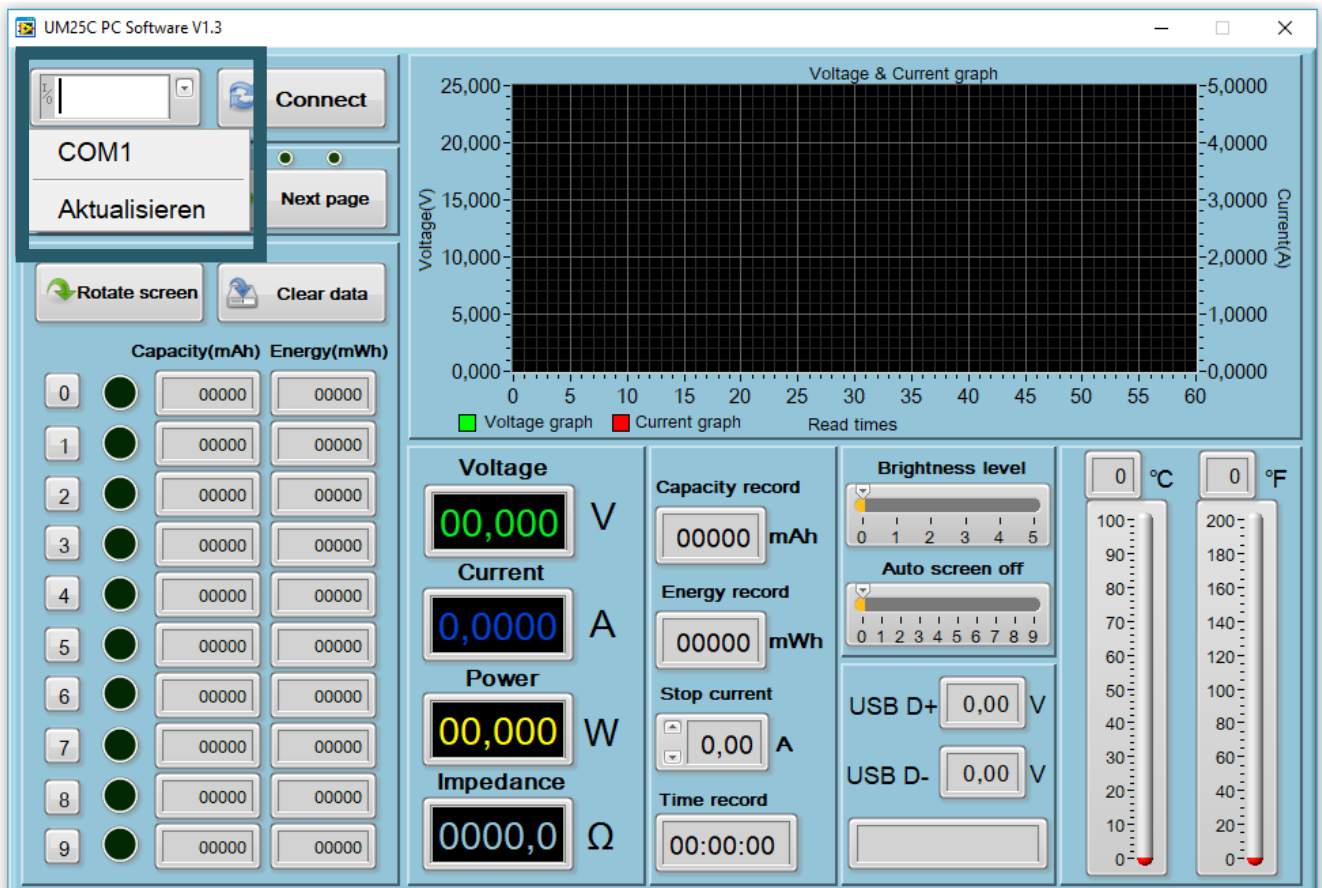 UM25C PC Software V1.3
I/O
Connect
COM1
Aktualisieren
Next page
Rotate screen
Clear data
Capacity(mAh) Energy(mWh)
0 00000 00000
1 00000 00000
2 00000 00000
3 00000 00000
4 00000 00000
5 00000 00000
6 00000 00000
7 00000 00000
8 00000 00000
9 00000 00000
Voltage & Current graph
25,000 5,0000
20,000 4,0000
15,000 3,0000
10,000 2,0000
5,000 1,0000
0,000 0,0000
Voltage(V)
Current(A)
0 5 10 15 20 25 30 35 40 45 50 55 60
Voltage graph Current graph Read times
Voltage
00,000 V
Current
0,0000 A
Power
00,000 W
Impedance
0000,0 Ω
Capacity record
00000 mAh
Energy record
00000 mWh
Stop current
0,00 A
Time record
00:00:00
Brightness level
0 1 2 3 4 5
Auto screen off
0 1 2 3 4 5 6 7 8 9
USB D+ 0,00 V
USB D- 0,00 V
0 °C
100
90
80
70
60
50
40
30
20
10
0
0 °F
200
180
160
140
120
100
80
60
40
20
0